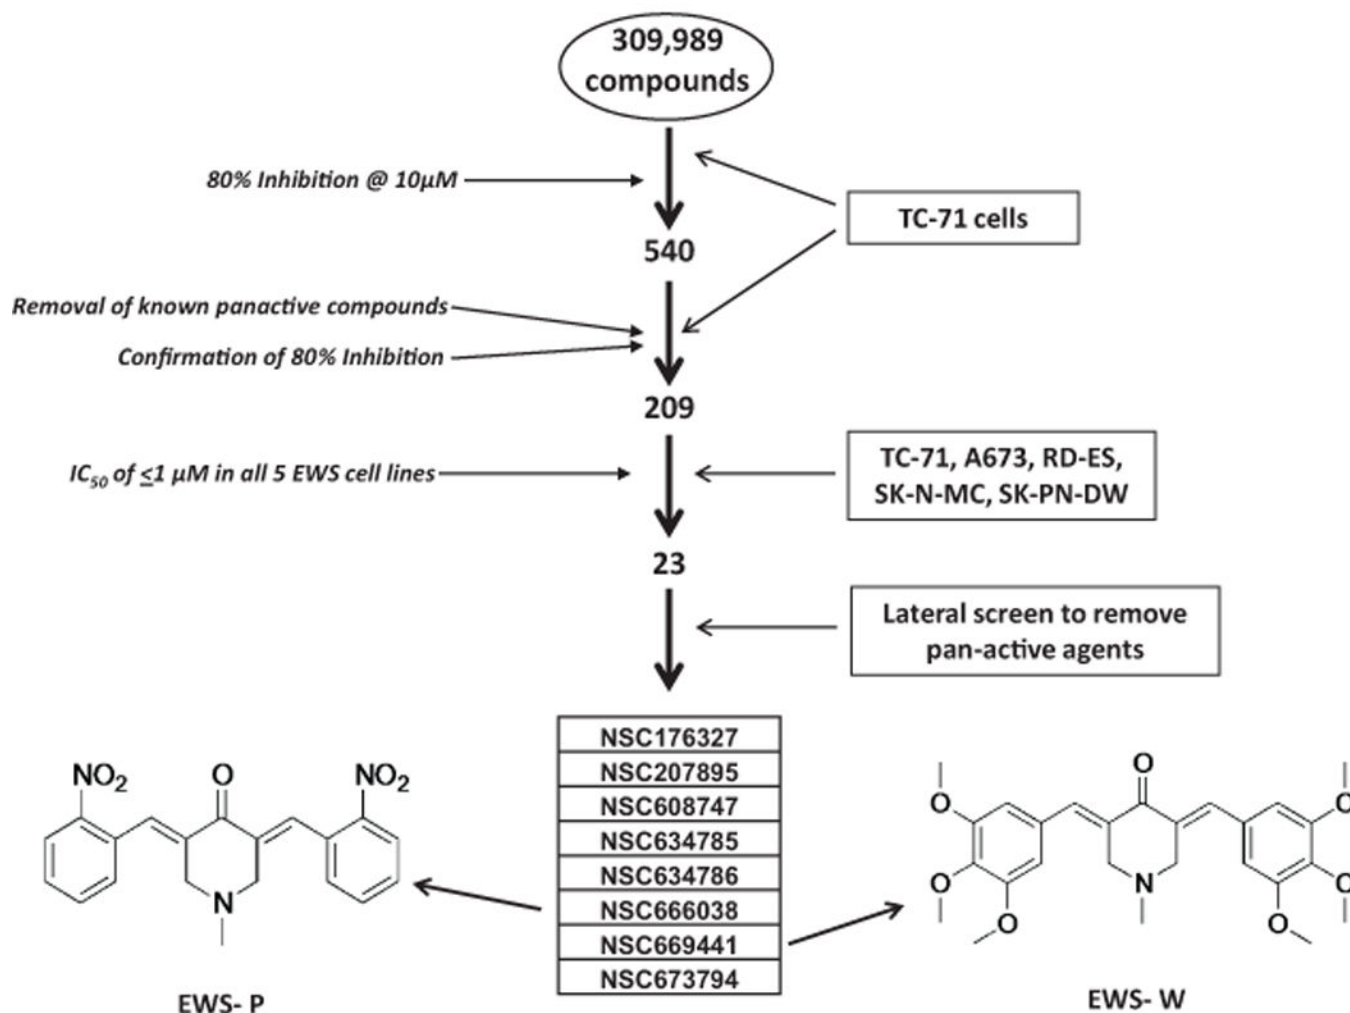 309,989
compounds
80% Inhibition @ 10µM
TC-71 cells
540
Removal of known panactive compounds
Confirmation of 80% Inhibition
209
IC50 of ≤1 µM in all 5 EWS cell lines
TC-71, A673, RD-ES,
SK-N-MC, SK-PN-DW
23
Lateral screen to remove
pan-active agents
NSC176327
NSC207895
NSC608747
NSC634785
NSC634786
NSC666038
NSC669441
NSC673794
NO2
O
NO2
N
EWS- P
O
O
O
O
O
O
O
N
EWS- W